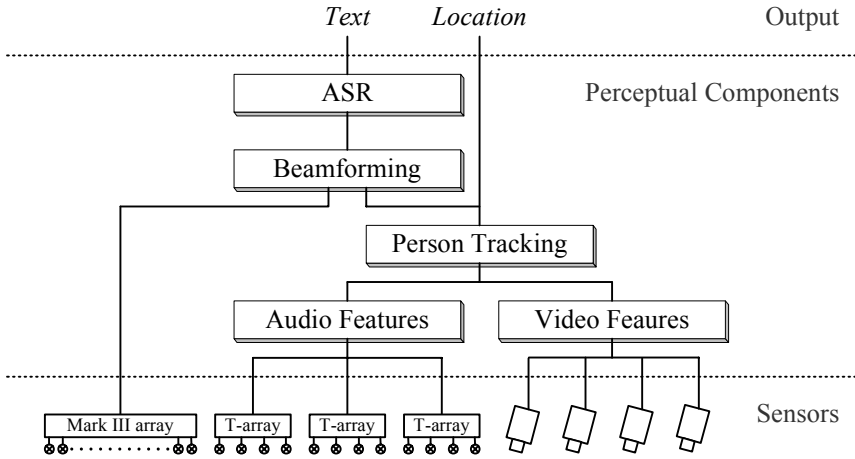 Text Location Output
ASR Perceptual Components
Beamforming
Person Tracking
Audio Features Video Feaures
Mark III array T-array T-array T-array Sensors